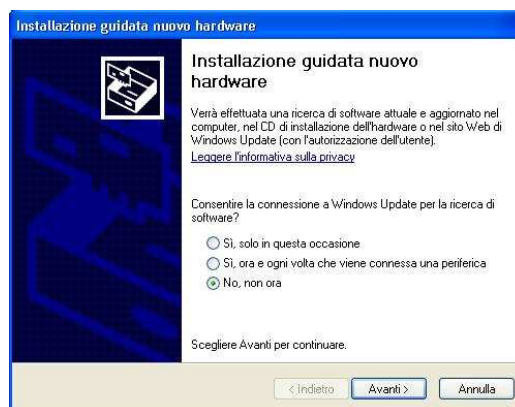 Installazione guidata nuovo hardware
Installazione guidata nuovo
hardware
Verrà effettuata una ricerca di software attuale e aggiornato nel
computer, nel CD di installazione dell'hardware o nel sito Web di
Windows Update (con l'autorizzazione dell'utente).
Leggere l'informativa sulla privacy
Consentire la connessione a Windows Update per la ricerca di
software?
Sì, solo in questa occasione
Sì, ora e ogni volta che viene connessa una periferica
No, non ora
Scegliere Avanti per continuare.
< Indietro Avanti > Annulla